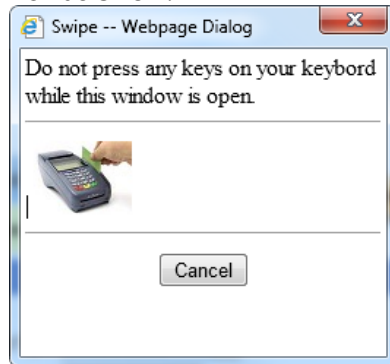 Swipe -- Webpage Dialog
Do not press any keys on your keybord
while this window is open.
Cancel